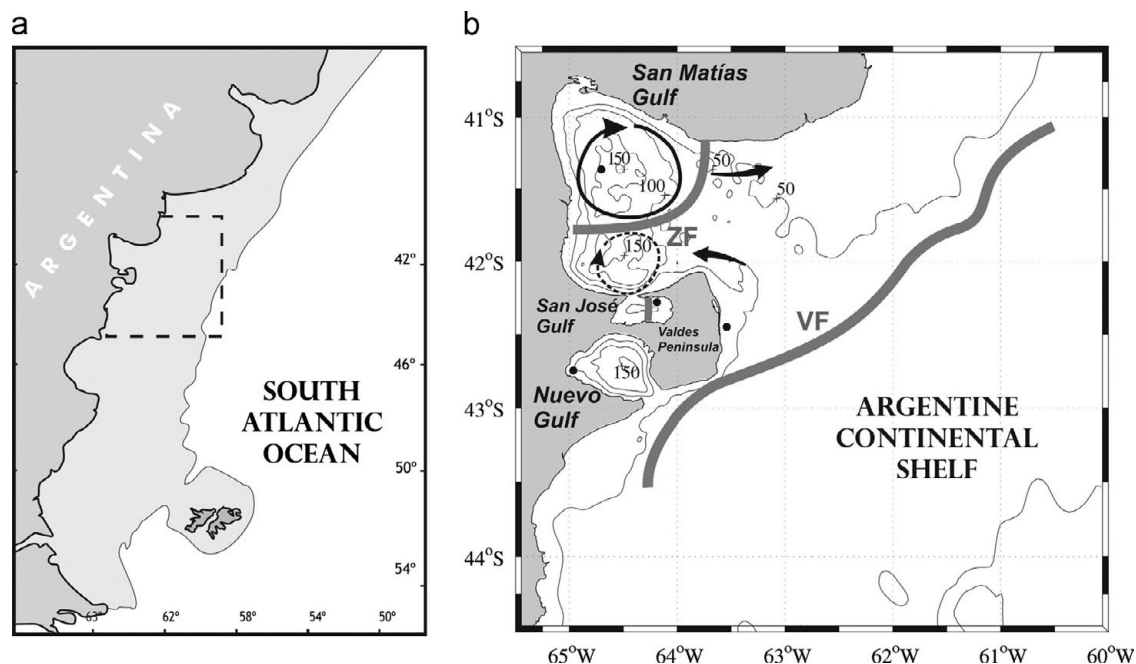 a
ARGENTINA
SOUTH
ATLANTIC
OCEAN
42°
46°
50°
54°
63°
62°
58°
54°
50°
b
San Matías
Gulf
41°S
42°S
43°S
44°S
150
100
50
50
ZF
150
San José
Gulf
Valdes
Peninsula
VF
150
Nuevo
Gulf
ARGENTINE
CONTINENTAL
SHELF
65°W
64°W
63°W
62°W
61°W
60°W